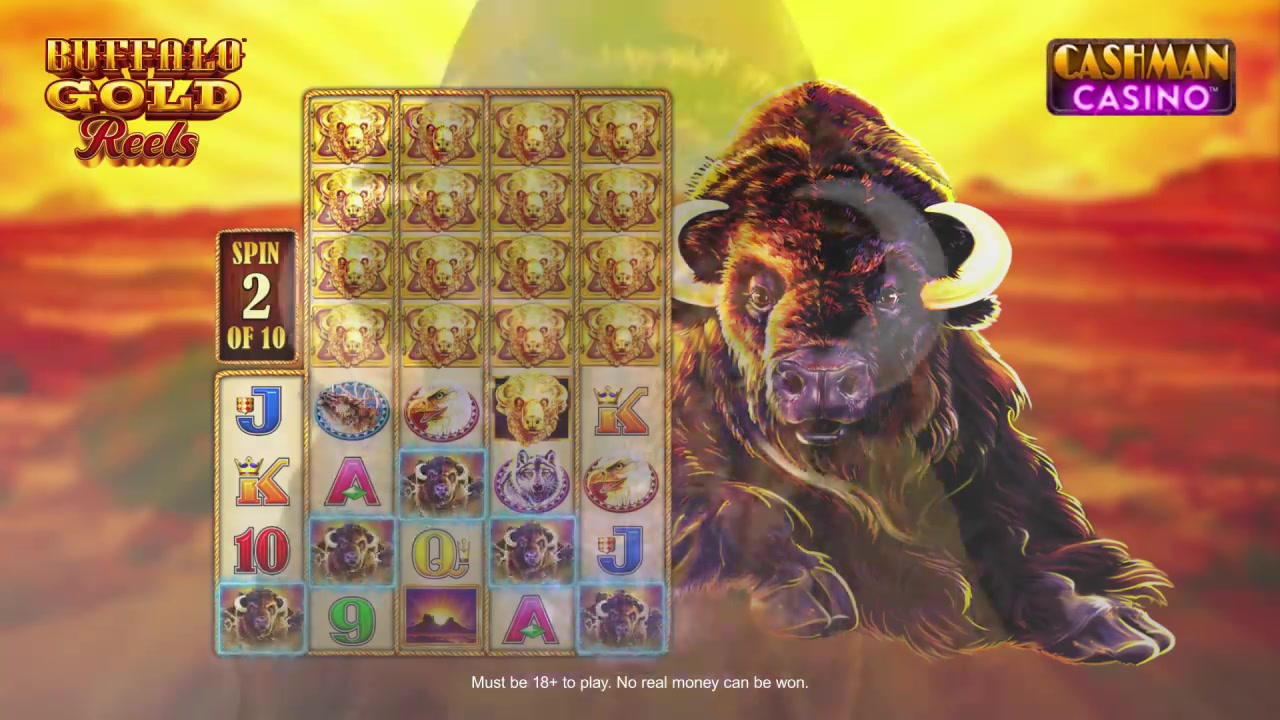 BUFFALO
GOLD
Reels
CASHMAN
CASINO™
SPIN
2
OF 10
J
K
K
A
10
Q
J
9
A
Must be 18+ to play. No real money can be won.